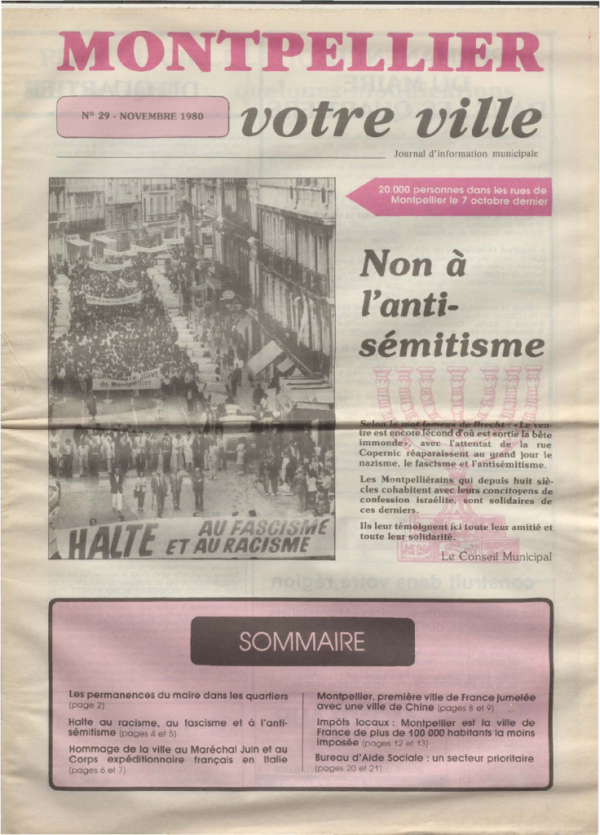 MONTPELLIER
N° 29 - NOVEMBRE 1980
votre ville
Journal d'information municipale
20.000 personnes dans les rues de
Montpellier le 7 octobre dernier
Non à
l'anti-
sémitisme
Selon le mot fameux de Brecht : «Le ven-
tre est encore fécond d'où est sortie la bête
immonde», avec l'attentat de la rue
Copernic réaparaissent au grand jour le
nazisme, le fascisme et l'antisémitisme.
Les Montpelliérains qui depuis huit siè-
cles cohabitent avec leurs concitoyens de
confession israélite, sont solidaires de
ces derniers.
Ils leur témoignent ici toute leur amitié et
toute leur solidarité.
Le Conseil Municipal
COMMUNAUTE JUIVE
de Montpellier
HALTE AU FASCISME
ET AU RACISME
SOMMAIRE
Les permanences du maire dans les quartiers
(page 2)
Halte au racisme, au fascisme et à l'anti-
sémitisme (pages 4 et 5)
Hommage de la ville au Maréchal Juin et au
Corps expéditionnaire français en Italie
(pages 6 et 7)
Montpellier, première ville de France jumelée
avec une ville de Chine (pages 8 et 9)
Impôts locaux : Montpellier est la ville de
France de plus de 100 000 habitants la moins
imposée (pages 12 et 13)
Bureau d'Aide Sociale : un secteur prioritaire
(pages 20 et 21)